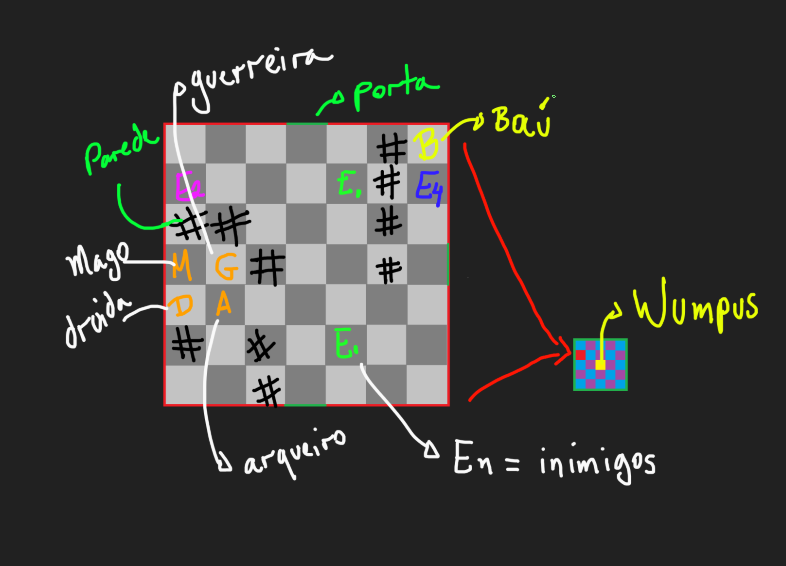 guerreira
porta
Baú
Parede
# B
E2 E1 # E4
# # #
Mago M G # #
druida D A
# # E1
#
Wumpus
arqueiro
En = inimigos